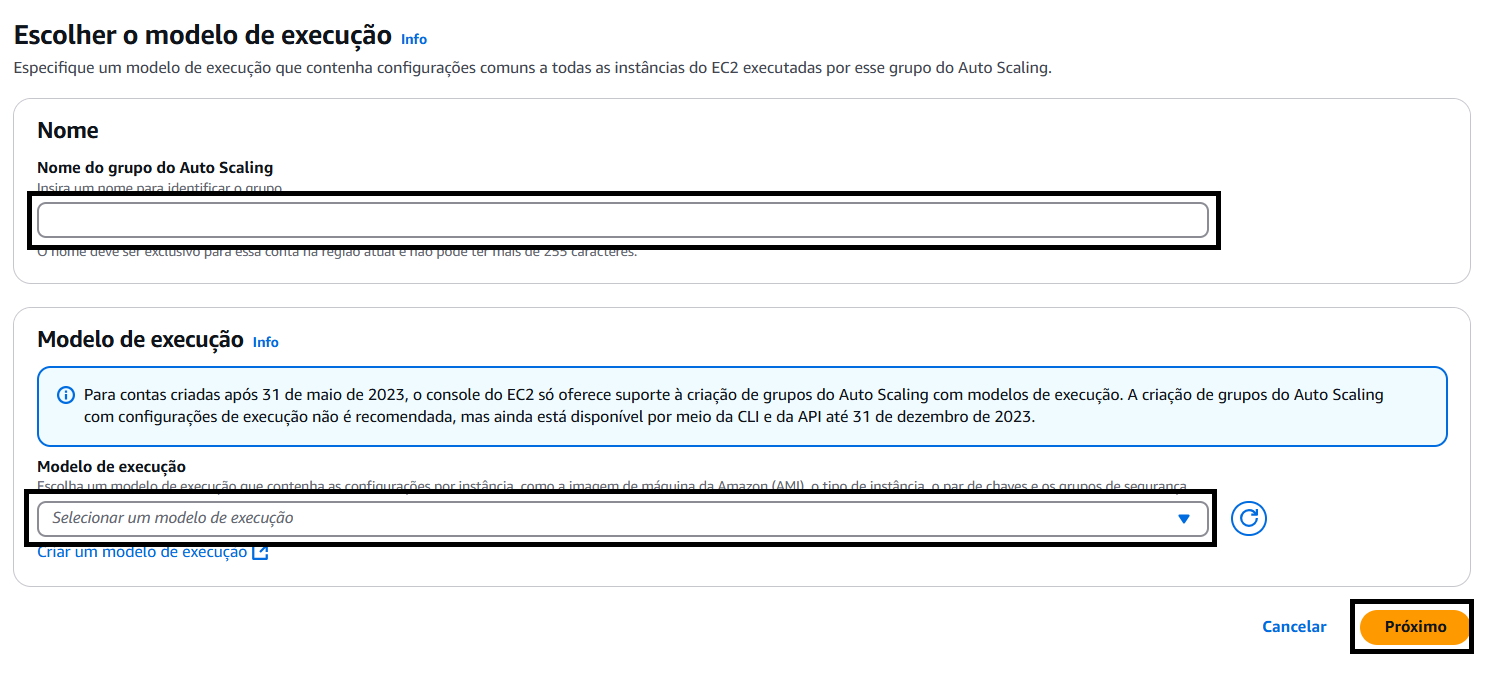 Escolher o modelo de execução Info
Especifique um modelo de execução que contenha configurações comuns a todas as instâncias do EC2 executadas por esse grupo do Auto Scaling.
Nome
Nome do grupo do Auto Scaling
Insira um nome para identificar o grupo.
O nome deve ser exclusivo para essa conta na região atual e não pode ter mais de 255 caracteres.
Modelo de execução Info
Para contas criadas após 31 de maio de 2023, o console do EC2 só oferece suporte à criação de grupos do Auto Scaling com modelos de execução. A criação de grupos do Auto Scaling
com configurações de execução não é recomendada, mas ainda está disponível por meio da CLI e da API até 31 de dezembro de 2023.
Modelo de execução
Escolha um modelo de execução que contenha as configurações por instância, como a imagem de máquina da Amazon (AMI), o tipo de instância, o par de chaves e os grupos de segurança.
Selecionar um modelo de execução
Criar um modelo de execução
Cancelar
Próximo